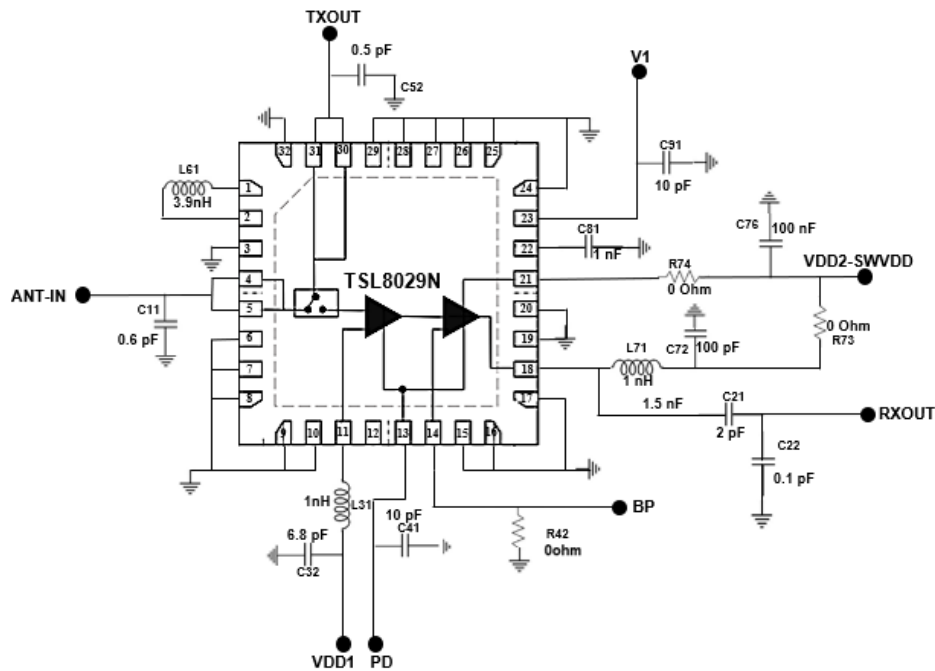 TXOUT
0.5 pF
C52
V1
C91
10 pF
32 31 30 29 28 27 26 25
L61
3.9nH
1
2
3
4
5
6
7
8
24
23
22
21
20
19
18
17
C81
1 nF
C76
100 nF
R74
0 Ohm
VDD2-SWVDD
TSL8029N
ANT-IN
C11
0.6 pF
0 Ohm
R73
C72
100 pF
L71
1 nH
1.5 nF
C21
2 pF
RXOUT
C22
0.1 pF
9 10 11 12 13 14 15 16
1nH
L31
10 pF
C41
6.8 pF
C32
BP
R42
0ohm
VDD1
PD